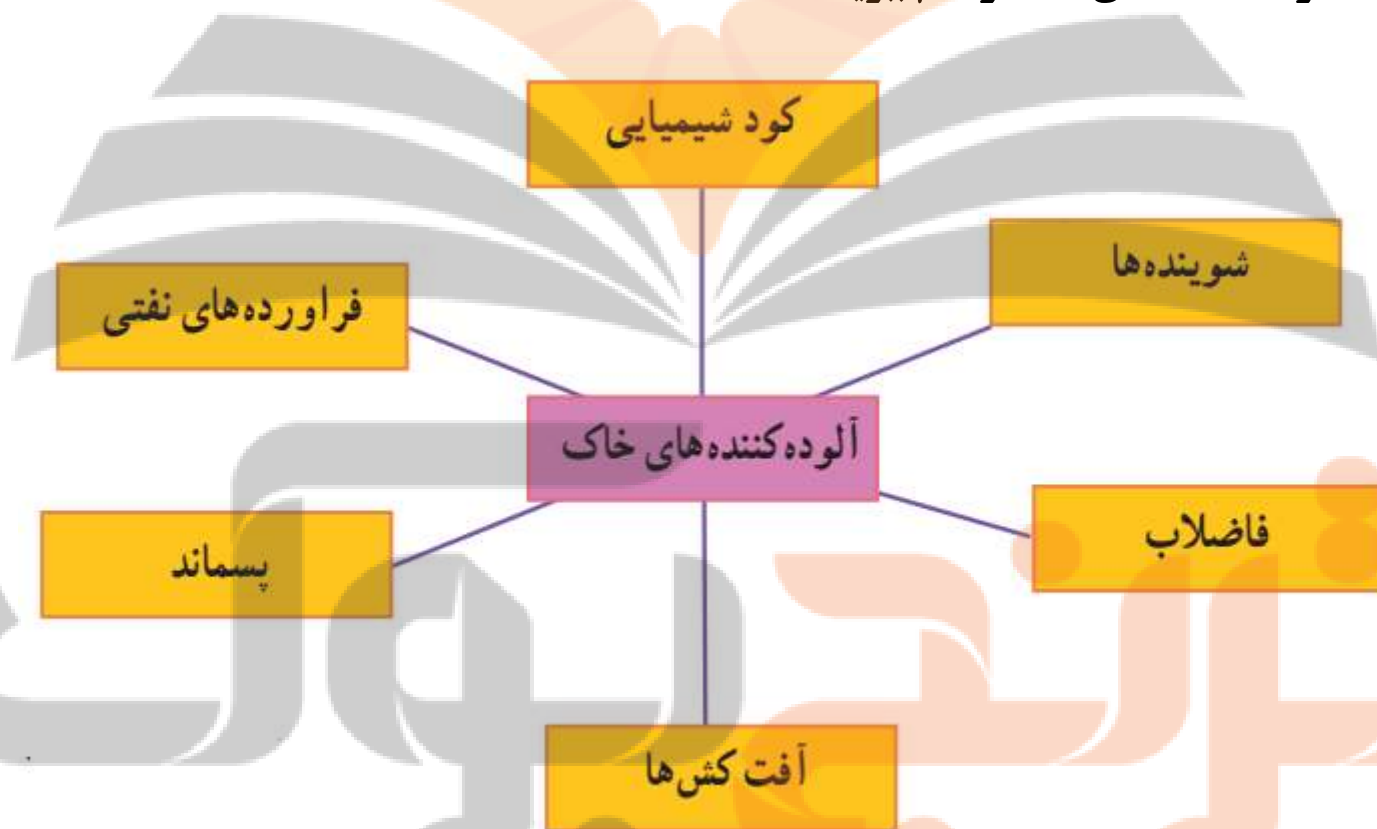 کود شیمیایی
شوینده‌ها
فراورده‌های نفتی
آلوده‌کننده‌های خاک
فاضلاب
پسماند
آفت‌کش‌ها